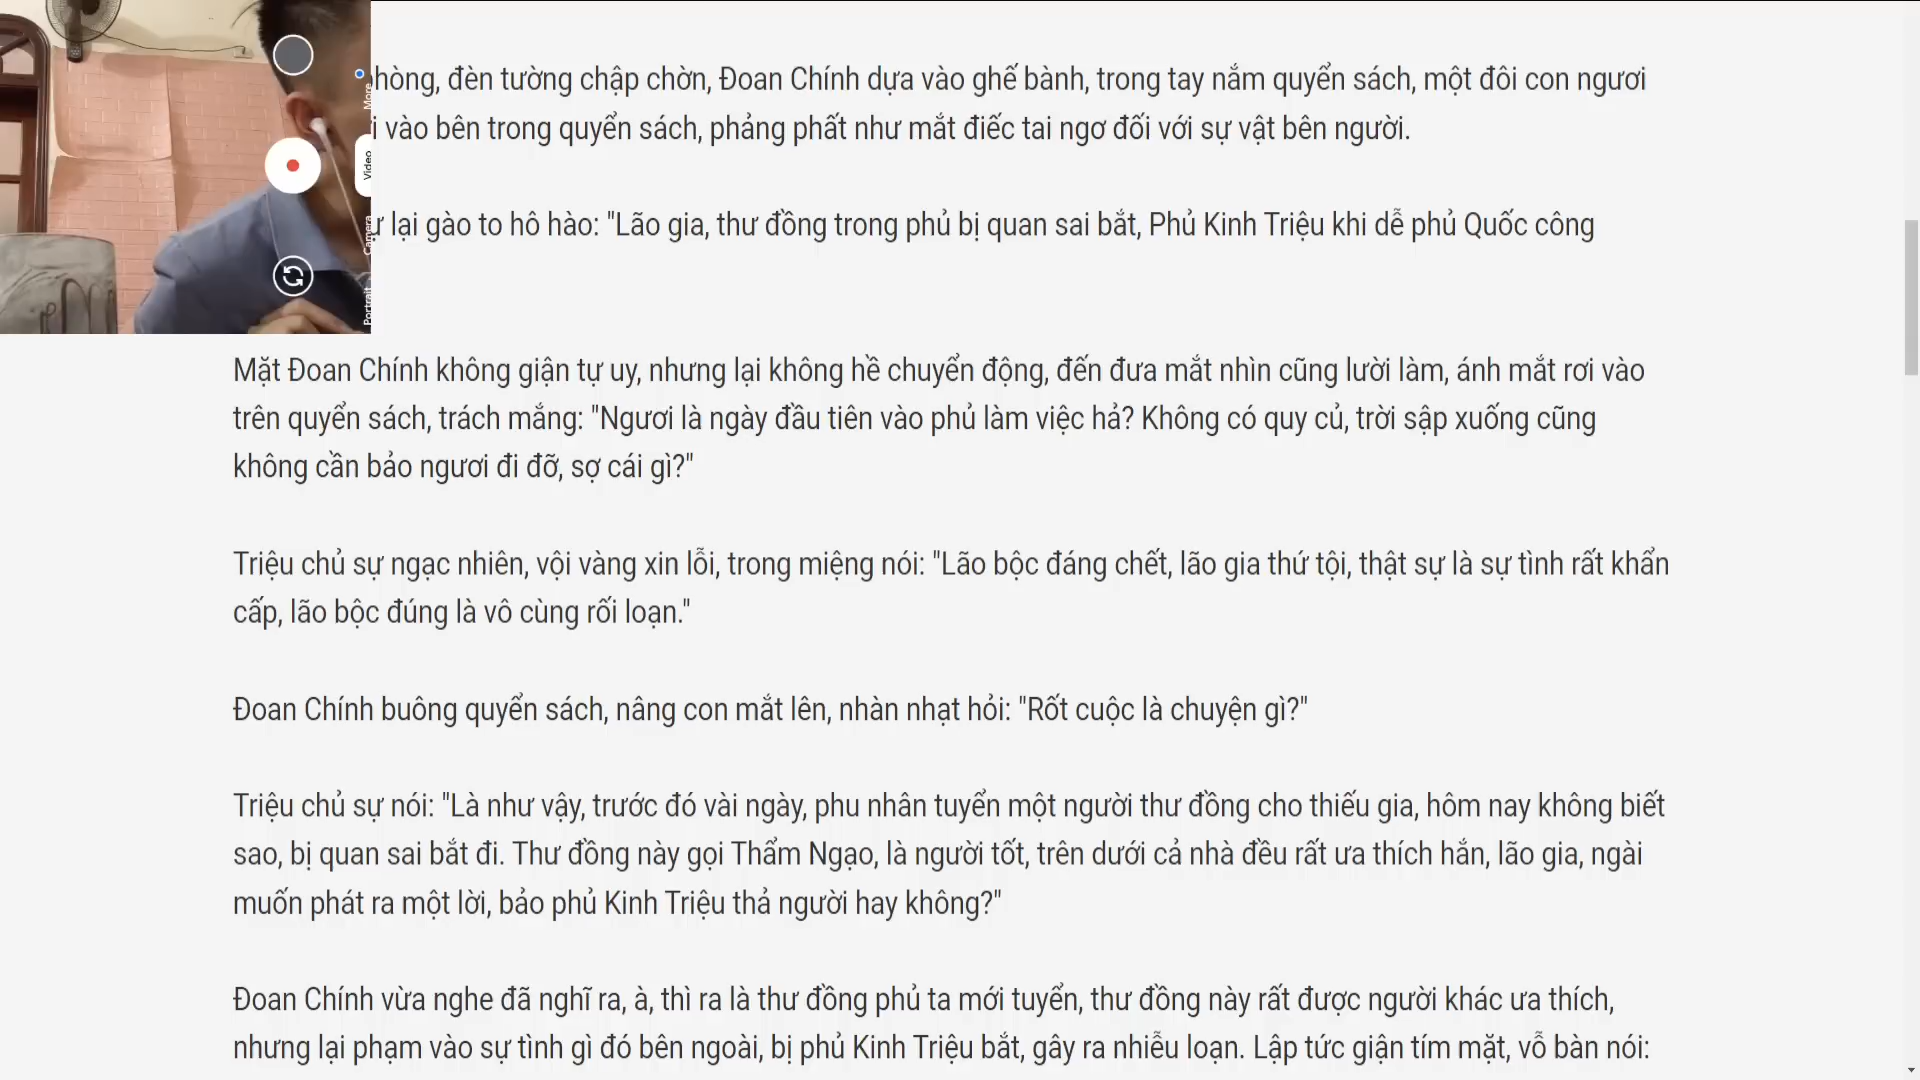 hòng, đèn tường chập chờn, Đoan Chính dựa vào ghế bành, trong tay nắm quyển sách, một đôi con ngươi
vào bên trong quyển sách, phảng phất như mắt điếc tai ngơ đối với sự vật bên người.
lại gào to hô hào: "Lão gia, thư đồng trong phủ bị quan sai bắt, Phủ Kinh Triệu khi dễ phủ Quốc công
More
Video
Camera
Portrait
Mặt Đoan Chính không giận tự uy, nhưng lại không hề chuyển động, đến đưa mắt nhìn cũng lười làm, ánh mắt rơi vào
trên quyển sách, trách mắng: "Ngươi là ngày đầu tiên vào phủ làm việc hả? Không có quy củ, trời sập xuống cũng
không cần bảo ngươi đi đỡ, sợ cái gì?"
Triệu chủ sự ngạc nhiên, vội vàng xin lỗi, trong miệng nói: "Lão bộc đáng chết, lão gia thứ tội, thật sự là sự tình rất khẩn
cấp, lão bộc đúng là vô cùng rối loạn."
Đoan Chính buông quyển sách, nâng con mắt lên, nhàn nhạt hỏi: "Rốt cuộc là chuyện gì?"
Triệu chủ sự nói: "Là như vậy, trước đó vài ngày, phu nhân tuyển một người thư đồng cho thiếu gia, hôm nay không biết
sao, bị quan sai bắt đi. Thư đồng này gọi Thẩm Ngạo, là người tốt, trên dưới cả nhà đều rất ưa thích hắn, lão gia, ngài
muốn phát ra một lời, bảo phủ Kinh Triệu thả người hay không?"
Đoan Chính vừa nghe đã nghĩ ra, à, thì ra là thư đồng phủ ta mới tuyển, thư đồng này rất được người khác ưa thích,
nhưng lại phạm vào sự tình gì đó bên ngoài, bị phủ Kinh Triệu bắt, gây ra nhiễu loạn. Lập tức giận tím mặt, vỗ bàn nói: